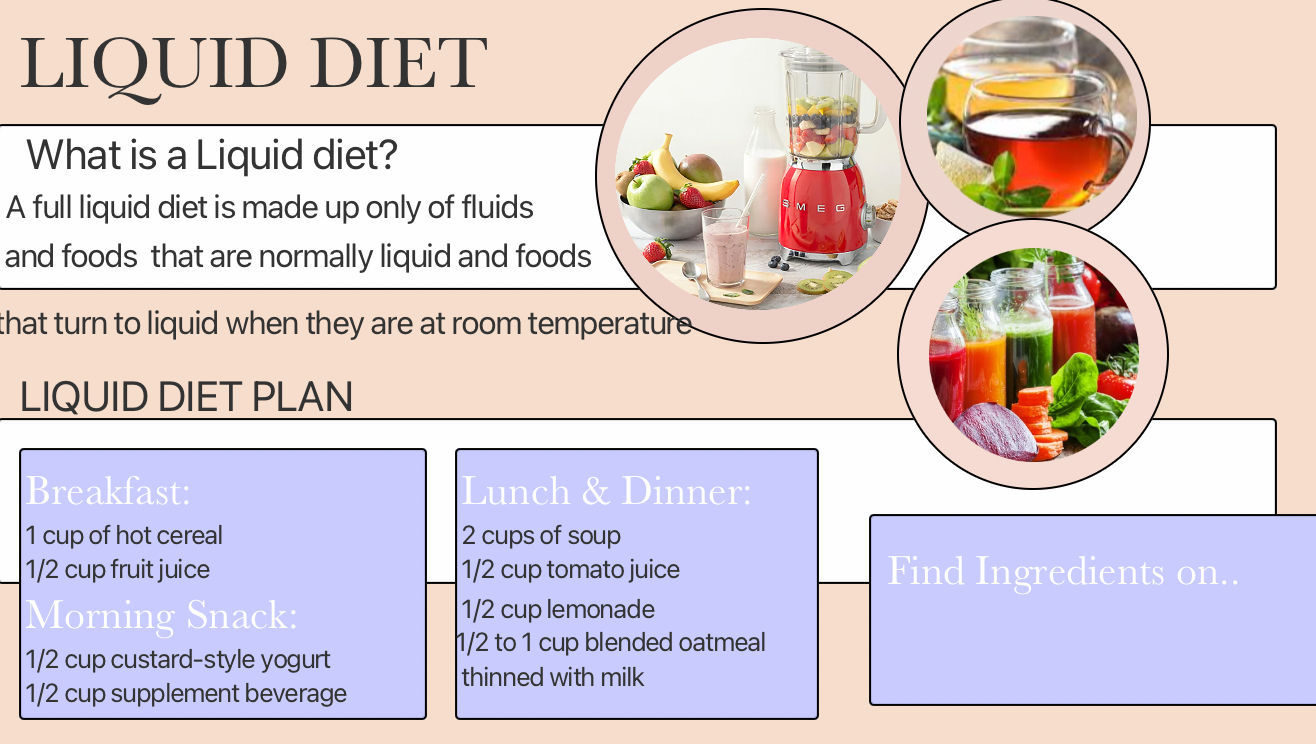 LIQUID DIET
What is a Liquid diet?
A full liquid diet is made up only of fluids
and foods  that are normally liquid and foods
that turn to liquid when they are at room temperature
SMEG
LIQUID DIET PLAN
Breakfast:
1 cup of hot cereal
1/2 cup fruit juice
Morning Snack:
1/2 cup custard-style yogurt
1/2 cup supplement beverage
Lunch & Dinner:
2 cups of soup
1/2 cup tomato juice
1/2 cup lemonade
1/2 to 1 cup blended oatmeal
thinned with milk
Find Ingredients on..